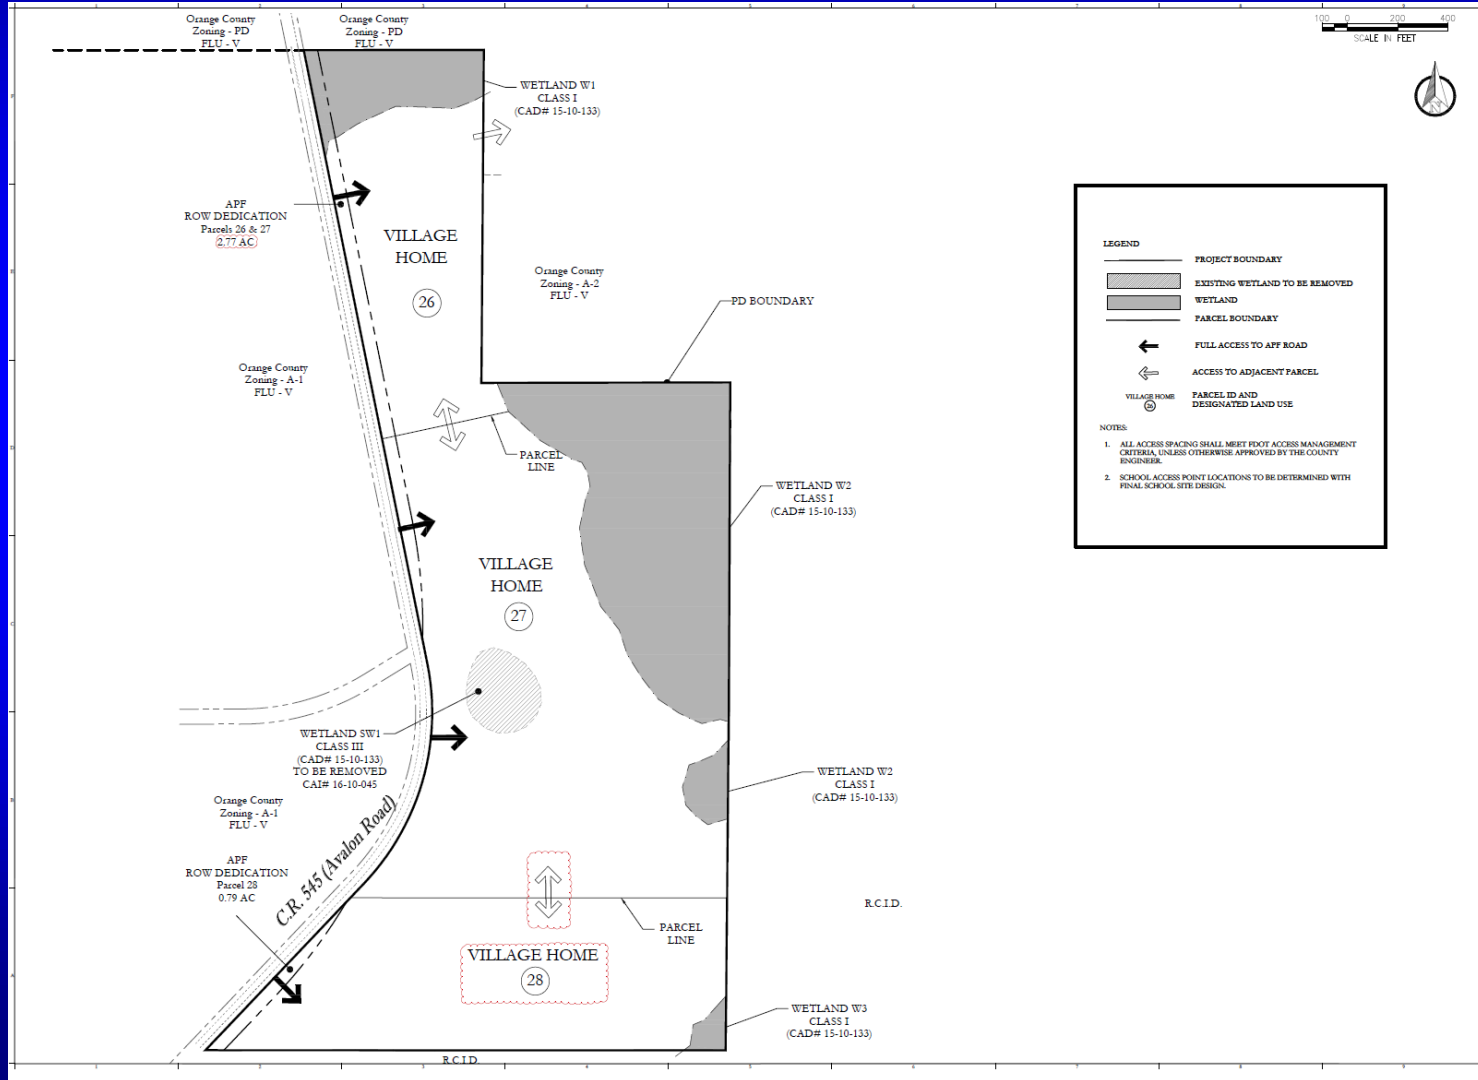 Orange County
Zoning - PD
FLU - V
Orange County
Zoning - PD
FLU - V
100 0 200 400
SCALE IN FEET
N
WETLAND W1
CLASS I
(CAD# 15-10-133)
APF
ROW DEDICATION
Parcels 26 & 27
2.77 AC
VILLAGE
HOME
26
Orange County
Zoning - A-2
FLU - V
PD BOUNDARY
Orange County
Zoning - A-1
FLU - V
PARCEL
LINE
WETLAND W2
CLASS I
(CAD# 15-10-133)
VILLAGE
HOME
27
WETLAND SW1
CLASS III
(CAD# 15-10-133)
TO BE REMOVED
CAI# 16-10-045
WETLAND W2
CLASS I
(CAD# 15-10-133)
Orange County
Zoning - A-1
FLU - V
C.R. 545 (Avalon Road)
APF
ROW DEDICATION
Parcel 28
0.79 AC
R.C.I.D.
PARCEL
LINE
VILLAGE HOME
28
WETLAND W3
CLASS I
(CAD# 15-10-133)
R.C.I.D.
LEGEND
PROJECT BOUNDARY
EXISTING WETLAND TO BE REMOVED
WETLAND
PARCEL BOUNDARY
FULL ACCESS TO APF ROAD
ACCESS TO ADJACENT PARCEL
VILLAGE HOME
26
PARCEL ID AND
DESIGNATED LAND USE
NOTES:
1. ALL ACCESS SPACING SHALL MEET FDOT ACCESS MANAGEMENT
CRITERIA, UNLESS OTHERWISE APPROVED BY THE COUNTY
ENGINEER.
2. SCHOOL ACCESS POINT LOCATIONS TO BE DETERMINED WITH
FINAL SCHOOL SITE DESIGN.